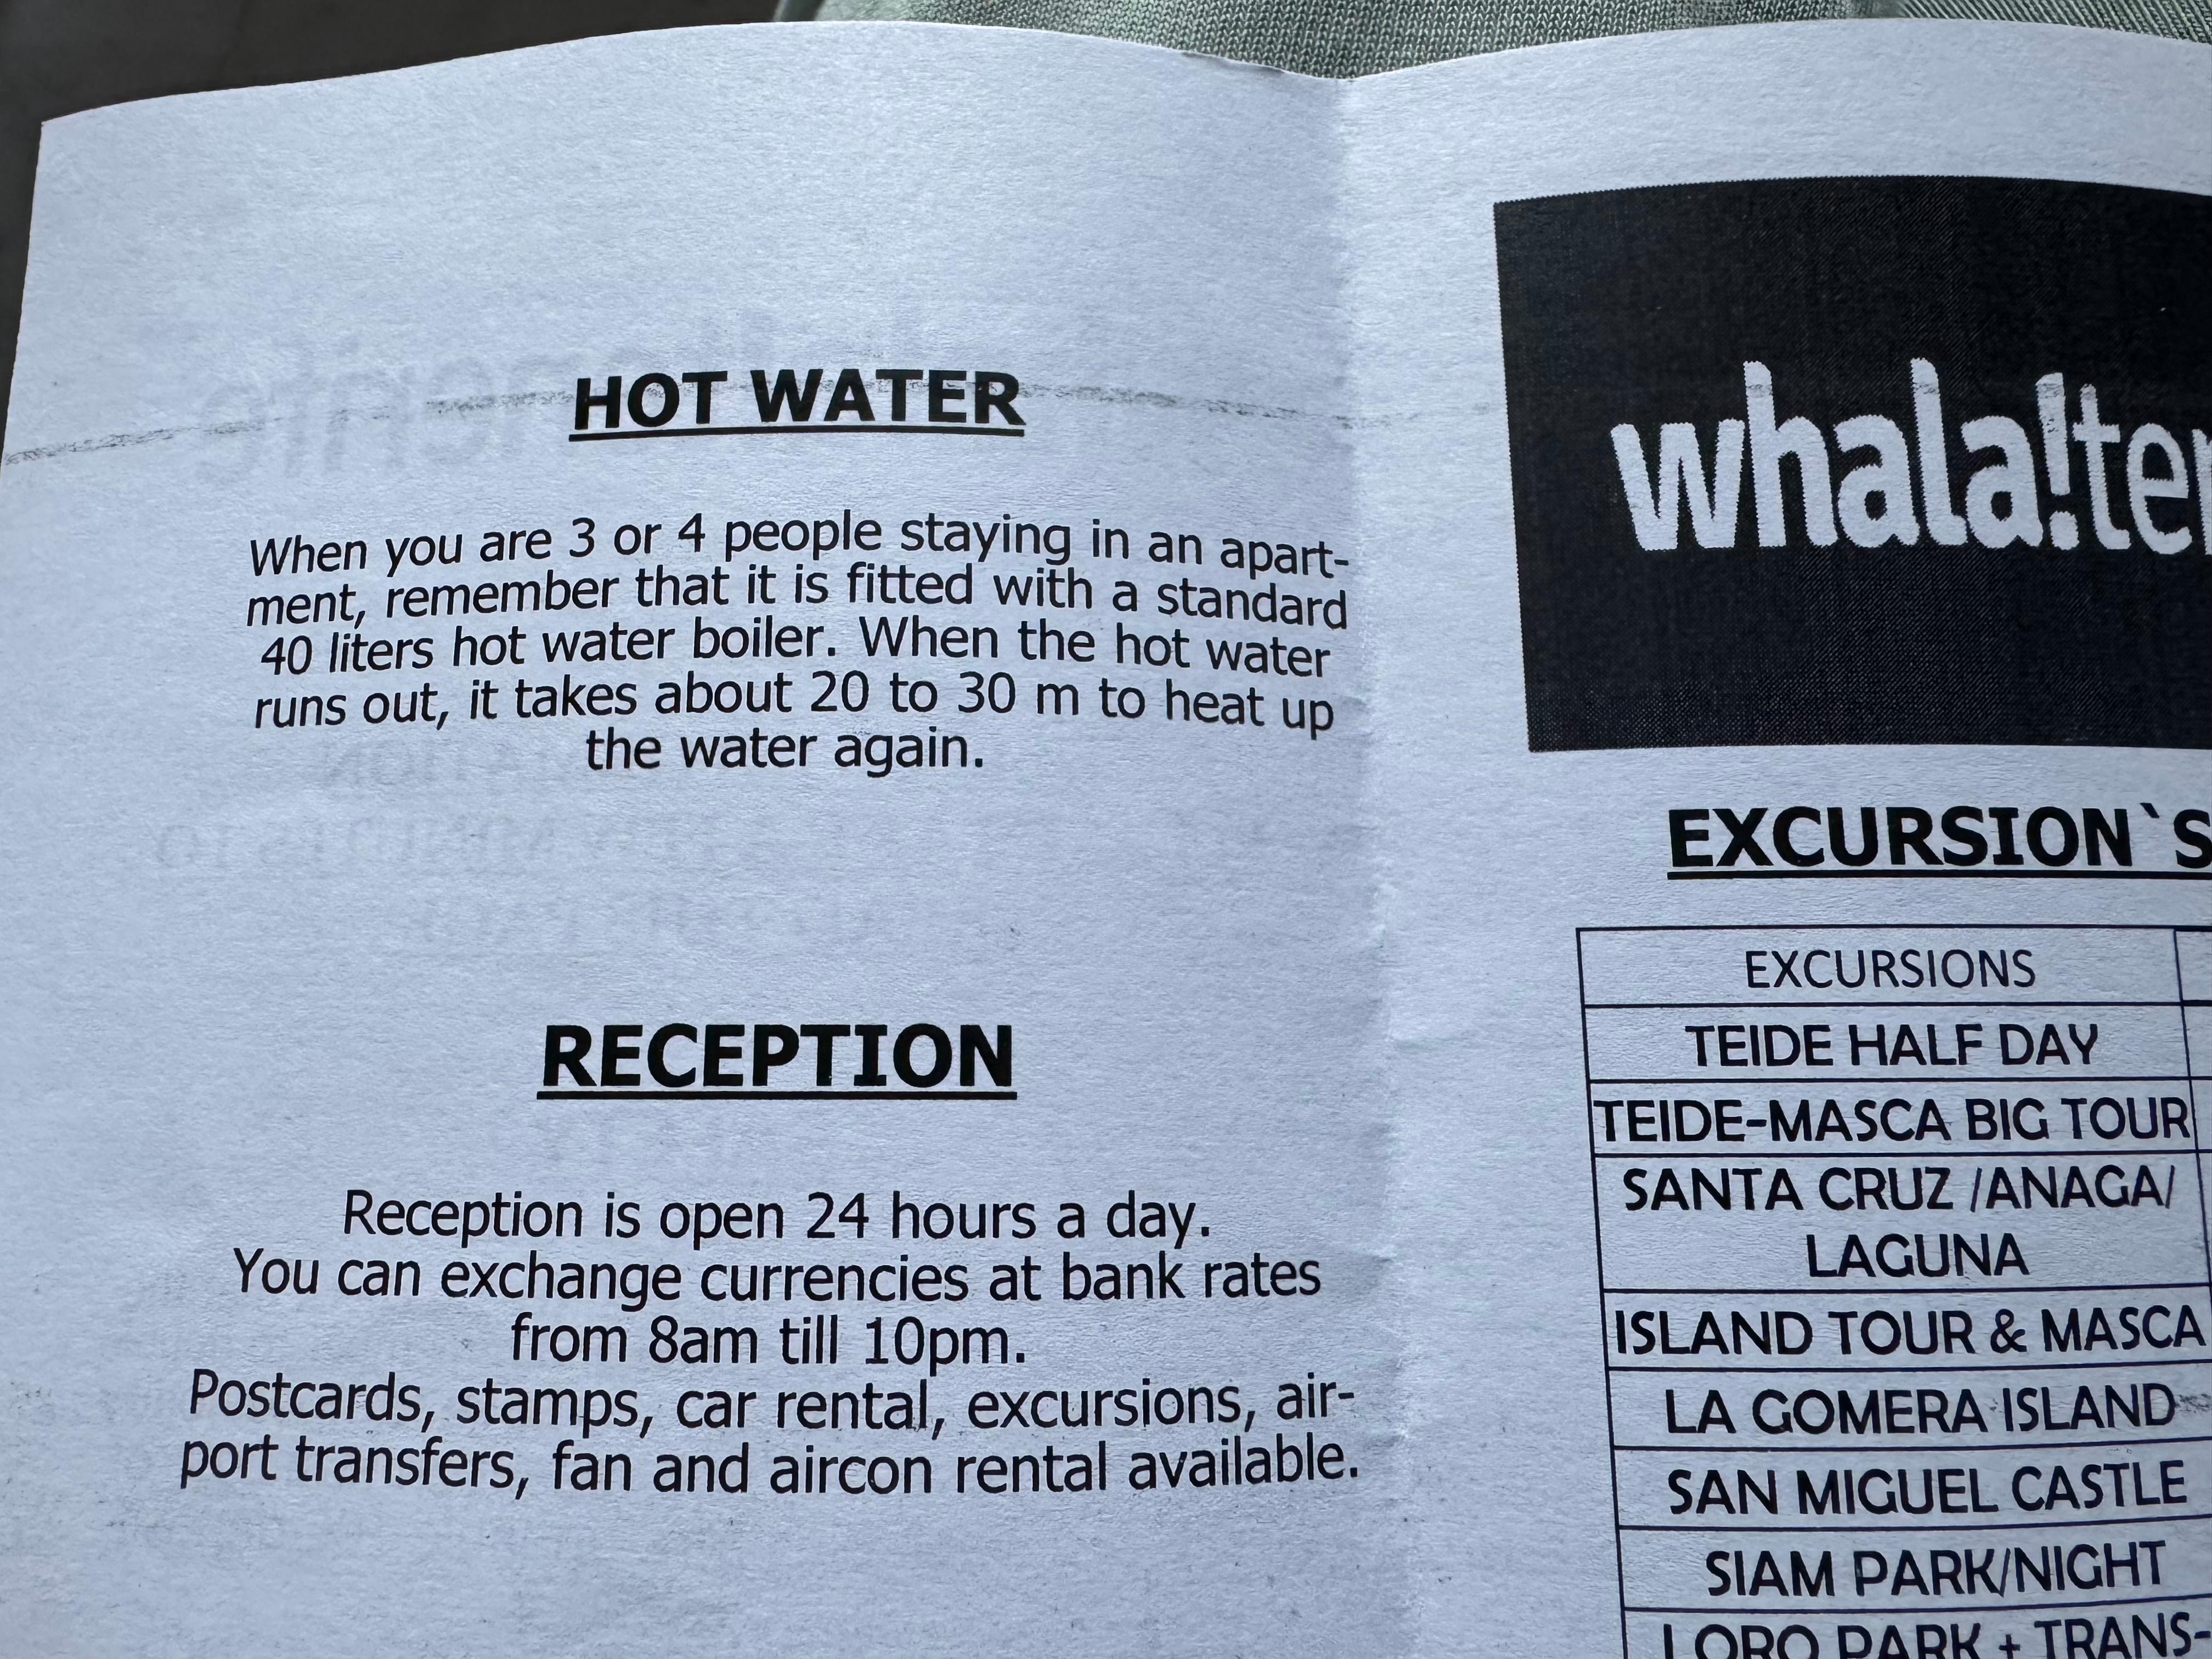 HOT WATER
When you are 3 or 4 people staying in an apart-
ment, remember that it is fitted with a standard
40 liters hot water boiler. When the hot water
runs out, it takes about 20 to 30 m to heat up
the water again.
RECEPTION
Reception is open 24 hours a day.
You can exchange currencies at bank rates
from 8am till 10pm.
Postcards, stamps, car rental, excursions, air-
port transfers, fan and aircon rental available.
whala!te
EXCURSION`S
EXCURSIONS
TEIDE HALF DAY
TEIDE-MASCA BIG TOUR
SANTA CRUZ /ANAGA/
LAGUNA
ISLAND TOUR & MASCA
LA GOMERA ISLAND
SAN MIGUEL CASTLE
SIAM PARK/NIGHT
LORO PARK + TRANS-